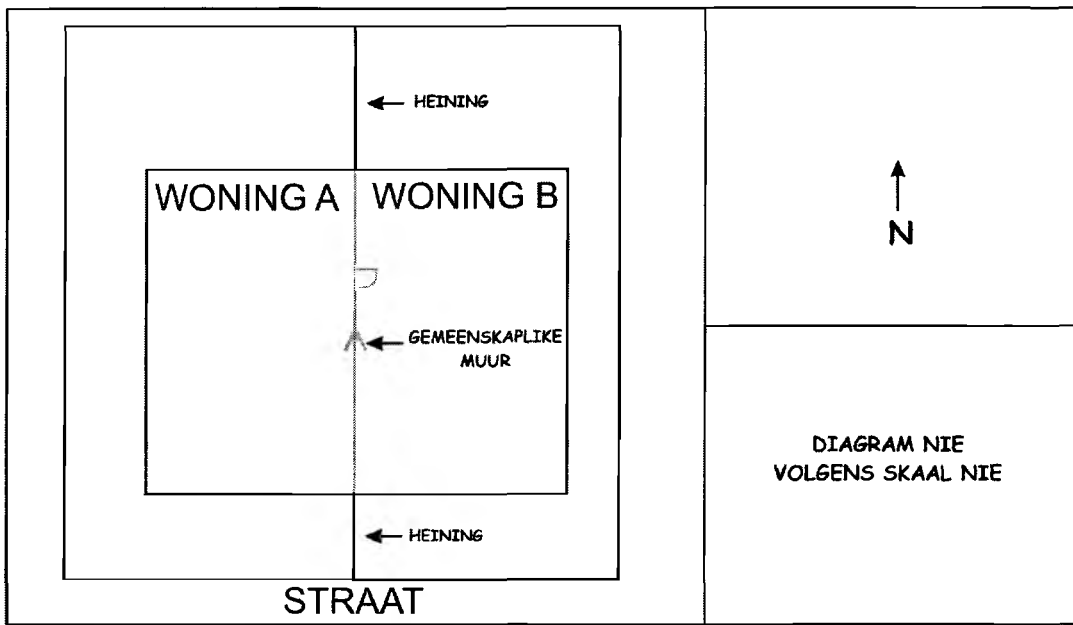 HEINING
WONING A
WONING B
GEMEENSKAPLIKE
MUUR
HEINING
STRAAT
N
DIAGRAM NIE
VOLGENS SKAAL NIE